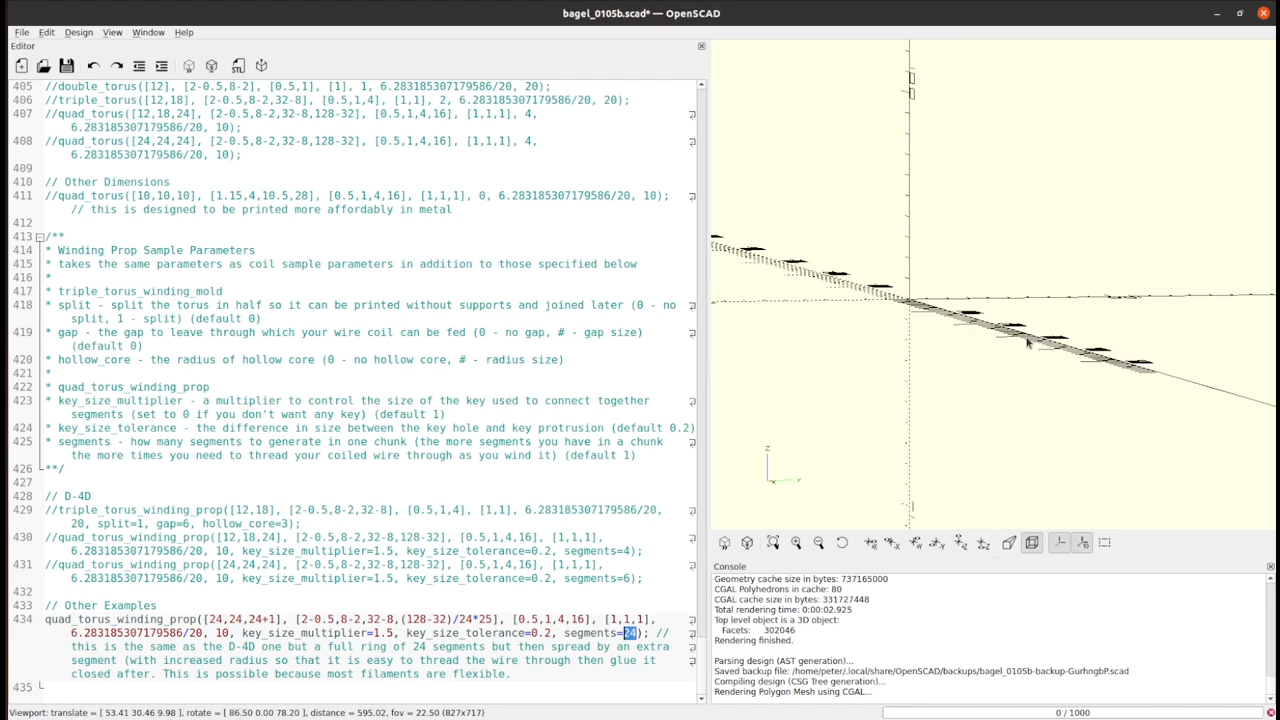 bagel_0105b.scad* — OpenSCAD
File Edit Design View Window Help
Editor
405 //double_torus([12], [2-0.5,8-2], [0.5,1], [1], 1, 6.283185307179586/20, 20);
406 //triple_torus([12,18], [2-0.5,8-2,32-8], [0.5,1,4], [1,1], 2, 6.283185307179586/20, 20);
407 //quad_torus([12,18,24], [2-0.5,8-2,32-8,128-32], [0.5,1,4,16], [1,1,1], 4,
6.283185307179586/20, 10);
408 //quad_torus([24,24,24], [2-0.5,8-2,32-8,128-32], [0.5,1,4,16], [1,1,1], 4,
6.283185307179586/20, 10);
409
410 // Other Dimensions
411 //quad_torus([10,10,10], [1.15,4,10.5,28], [0.5,1,4,16], [1,1,1], 0, 6.283185307179586/20, 10);
// this is designed to be printed more affordably in metal
412
413 /**
414 * Winding Prop Sample Parameters
415 * takes the same parameters as coil sample parameters in addition to those specified below
416 *
417 * triple_torus_winding_mold
418 * split - split the torus in half so it can be printed without supports and joined later (0 - no
split, 1 - split) (default 0)
419 * gap - the gap to leave through which your wire coil can be fed (0 - no gap, # - gap size)
(default 0)
420 * hollow_core - the radius of hollow core (0 - no hollow core, # - radius size)
421 *
422 * quad_torus_winding_prop
423 * key_size_multiplier - a multiplier to control the size of the key used to connect together
segments (set to 0 if you don't want any key) (default 1)
424 * key_size_tolerance - the difference in size between the key hole and key protrusion (default 0.2)
425 * segments - how many segments to generate in one chunk (the more segments you have in a chunk
the more times you need to thread your coiled wire through as you wind it) (default 1)
426 **/
427
428 // D-4D
429 //triple_torus_winding_prop([12,18], [2-0.5,8-2,32-8], [0.5,1,4], [1,1], 6.283185307179586/20,
20, split=1, gap=6, hollow_core=3);
430 //quad_torus_winding_prop([12,18,24], [2-0.5,8-2,32-8,128-32], [0.5,1,4,16], [1,1,1],
6.283185307179586/20, 10, key_size_multiplier=1.5, key_size_tolerance=0.2, segments=4);
431 //quad_torus_winding_prop([24,24,24], [2-0.5,8-2,32-8,128-32], [0.5,1,4,16], [1,1,1],
6.283185307179586/20, 10, key_size_multiplier=1.5, key_size_tolerance=0.2, segments=6);
432
433 // Other Examples
434 quad_torus_winding_prop([24,24,24+1], [2-0.5,8-2,32-8,(128-32)/24*25], [0.5,1,4,16], [1,1,1],
6.283185307179586/20, 10, key_size_multiplier=1.5, key_size_tolerance=0.2, segments=24); //
this is the same as the D-4D one but a full ring of 24 segments but then spread by an extra
segment (with increased radius so that it is easy to thread the wire through then glue it
closed after. This is possible because most filaments are flexible.
435
Z
Y
Console
Geometry cache size in bytes: 737165000
CGAL Polyhedrons in cache: 80
CGAL cache size in bytes: 331727448
Total rendering time: 0:00:02.925
Top level object is a 3D object:
Facets: 302046
Rendering finished.
Parsing design (AST generation)...
Saved backup file: /home/peter/.local/share/OpenSCAD/backups/bagel_0105b-backup-GurhngbP.scad
Compiling design (CSG Tree generation)...
Rendering Polygon Mesh using CGAL...
Viewport: translate = [ 53.41 30.46 9.98 ], rotate = [ 86.50 0.00 78.20 ], distance = 595.02, fov = 22.50 (827x717)
0 / 1000